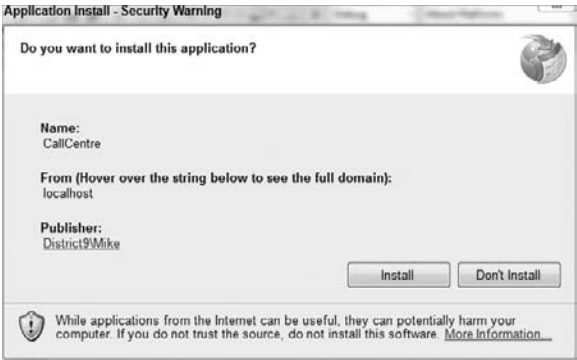 Application Install - Security Warning
Do you want to install this application?
Name:
CallCentre
From (Hover over the string below to see the full domain):
localhost
Publisher:
District9\Mike
Install
Don't Install
While applications from the Internet can be useful, they can potentially harm your
computer. If you do not trust the source, do not install this software. More Information...